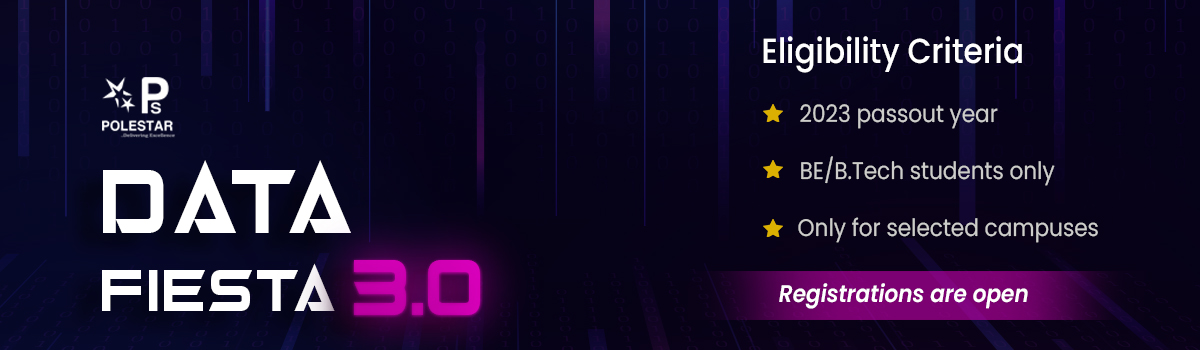 Ps
POLESTAR
..Delivering Excellence
DATA
FIESTA 3.0
Eligibility Criteria
2023 passout year
BE/B.Tech students only
Only for selected campuses
Registrations are open